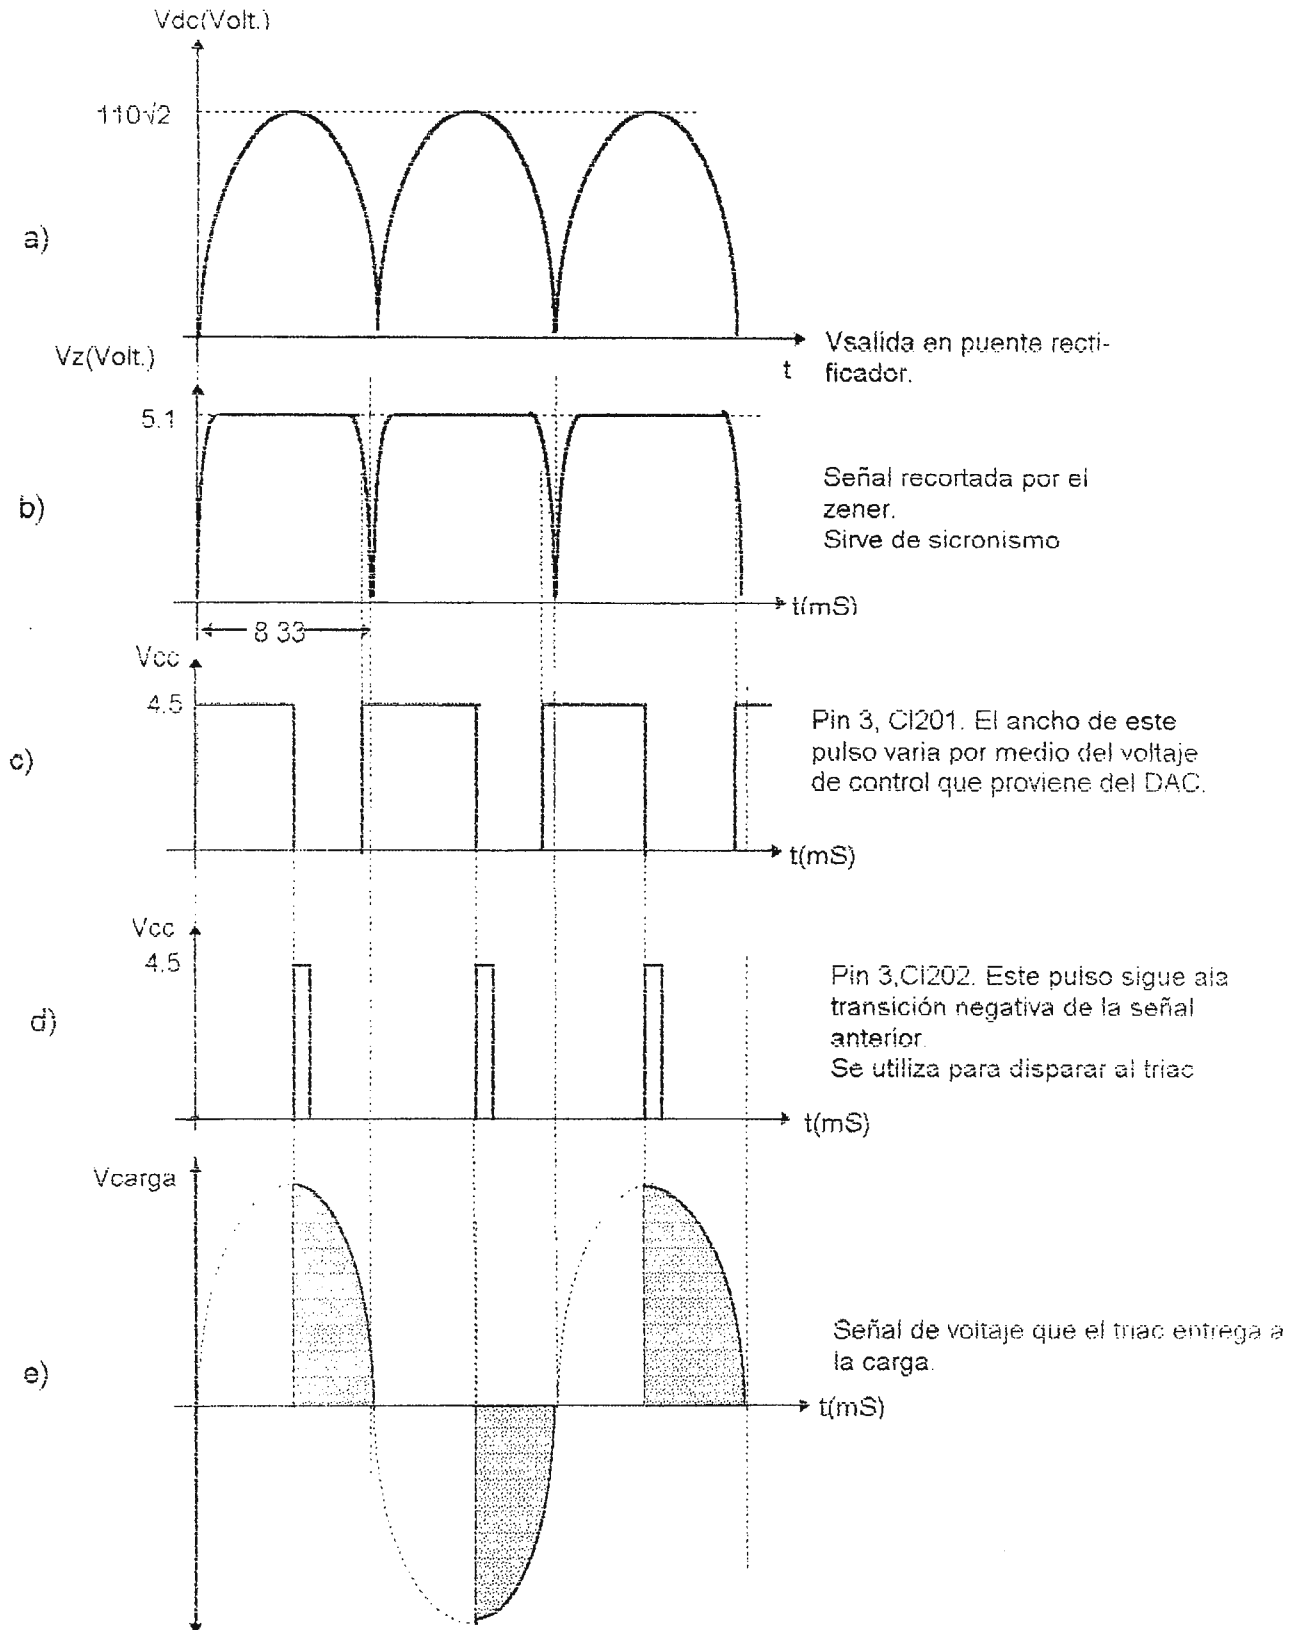 Vdc(Volt.)
110√2
a)
Vsalida en puente recti-
ficador.
t
Vz(Volt.)
5.1
b)
Señal recortada por el
zener.
Sirve de sicronismo
t(mS)
8 33
Vcc
4.5
c)
Pin 3, CI201. El ancho de este
pulso varia por medio del voltaje
de control que proviene del DAC.
t(mS)
Vcc
4.5
d)
Pin 3,CI202. Este pulso sigue ala
transición negativa de la señal
anterior.
Se utiliza para disparar al triac
t(mS)
Vcarga
e)
Señal de voltaje que el triac entrega a
la carga.
t(mS)